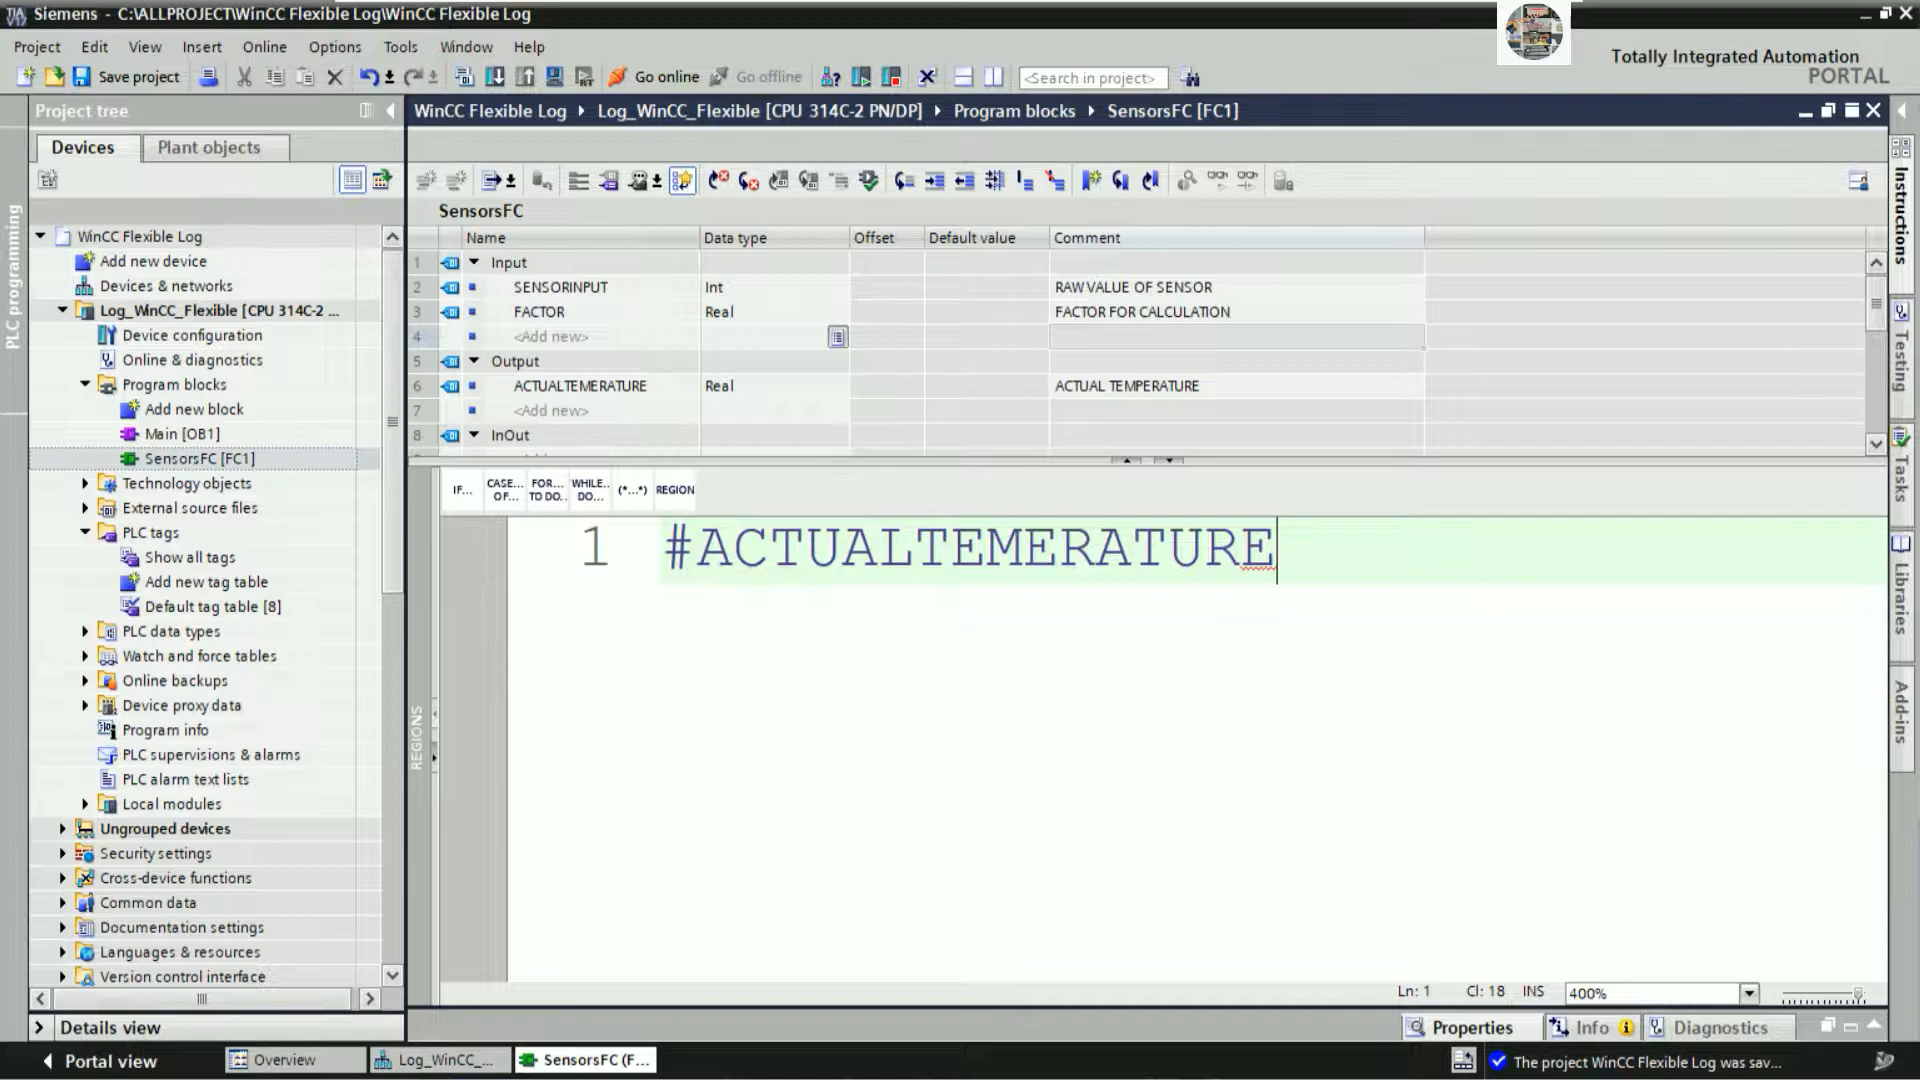 Siemens - C:\ALLPROJECT\WinCC Flexible Log\WinCC Flexible Log
Project Edit View Insert Online Options Tools Window Help
Totally Integrated Automation
PORTAL
Save project
Go online
Go offline
<Search in project>
Project tree
WinCC Flexible Log
Log_WinCC_Flexible [CPU 314C-2 PN/DP]
Program blocks
SensorsFC [FC1]
Devices
Plant objects
PLC programming
WinCC Flexible Log
Add new device
Devices & networks
Log_WinCC_Flexible [CPU 314C-2 ...
Device configuration
Online & diagnostics
Program blocks
Add new block
Main [OB1]
SensorsFC [FC1]
Technology objects
External source files
PLC tags
Show all tags
Add new tag table
Default tag table [8]
PLC data types
Watch and force tables
Online backups
Device proxy data
Program info
PLC supervisions & alarms
PLC alarm text lists
Local modules
Ungrouped devices
Security settings
Cross-device functions
Common data
Documentation settings
Languages & resources
Version control interface
Details view
SensorsFC
Name Data type Offset Default value Comment
1 Input
2 SENSORINPUT Int RAW VALUE OF SENSOR
3 FACTOR Real FACTOR FOR CALCULATION
4 <Add new>
5 Output
6 ACTUALTEMERATURE Real ACTUAL TEMPERATURE
7 <Add new>
8 InOut
IF... CASE... OF... FOR... TO DO.. WHILE.. DO... (*...*) REGION
REGIONS
1 #ACTUALTEMERATURE
Ln: 1 Cl: 18 INS 400%
Instructions
Testing
Tasks
Libraries
Add-ins
Properties
Info
Diagnostics
Portal view
Overview
Log_WinCC_...
SensorsFC (F...
The project WinCC Flexible Log was sav...